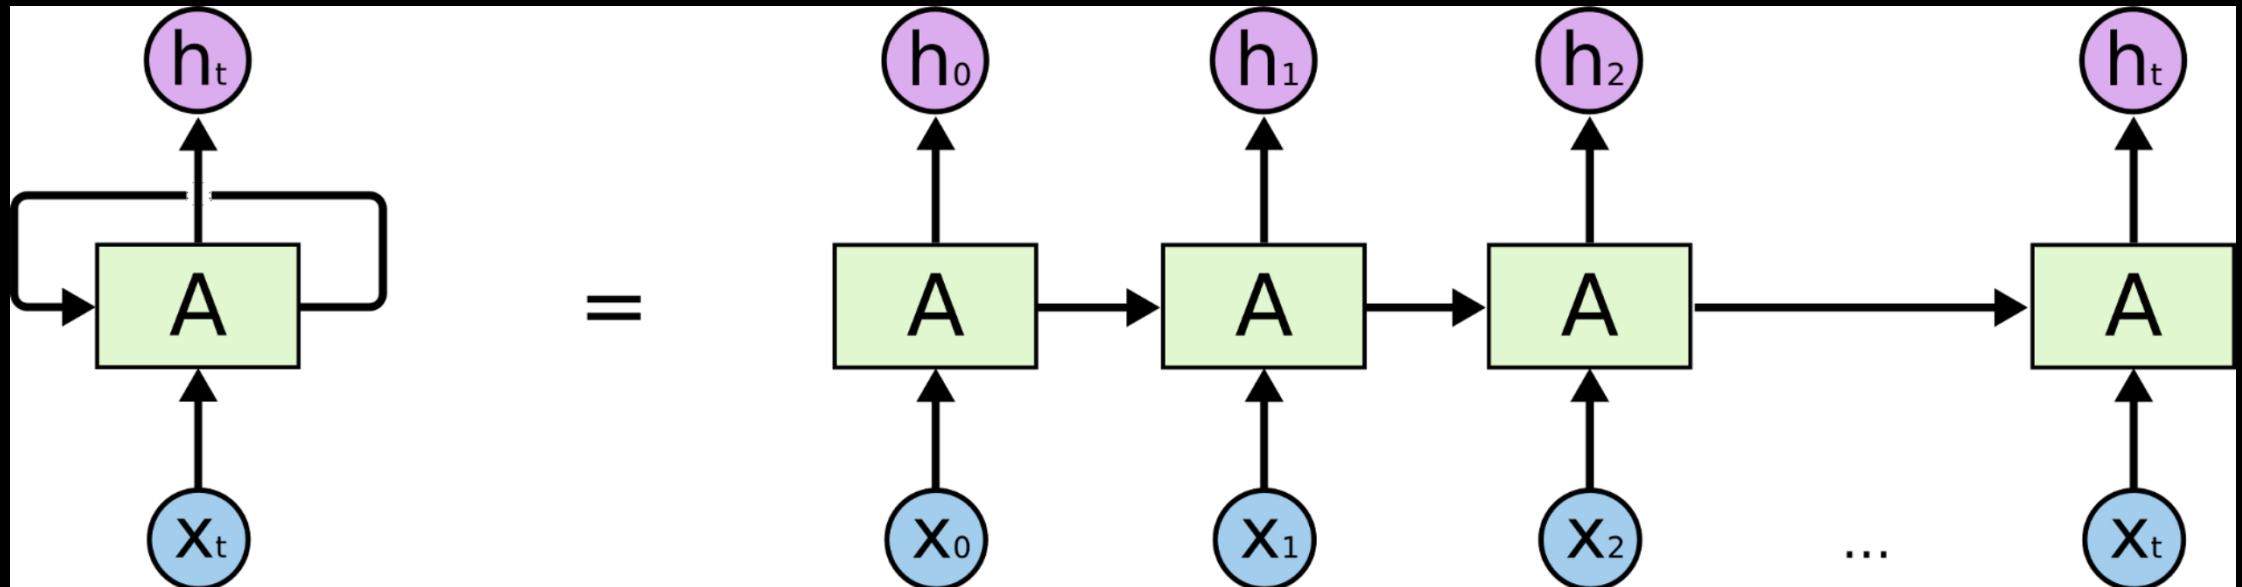 ht h0 h1 h2 ht
A = A A A A
xt x0 x1 x2 ... xt